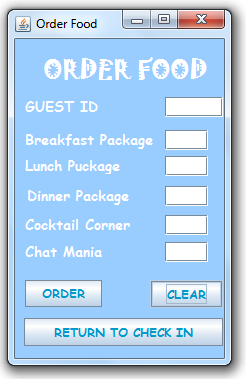 Order Food
ORDER FOOD
GUEST ID
Breakfast Package
Lunch Puckage
Dinner Package
Cocktail Corner
Chat Mania
ORDER CLEAR
RETURN TO CHECK IN